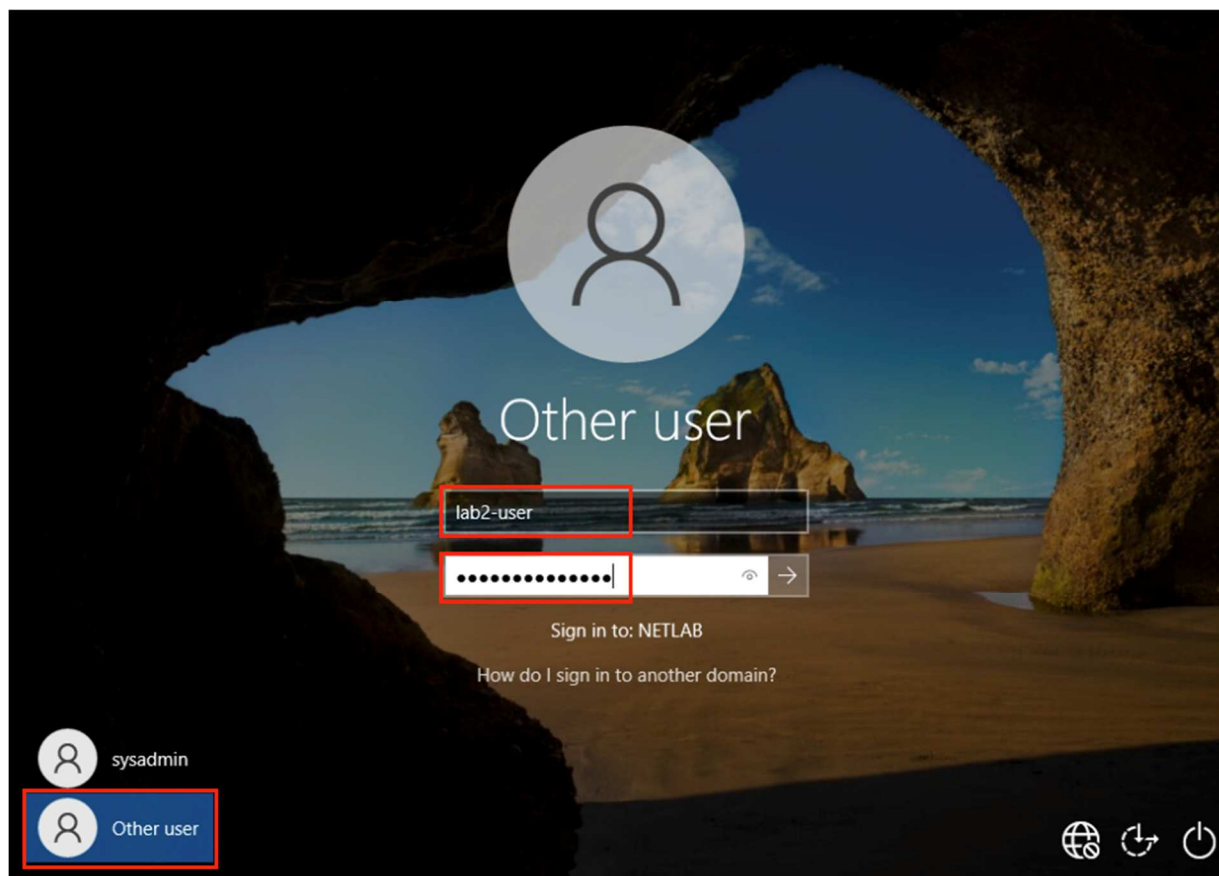 Other user
lab2-user
Sign in to: NETLAB
How do I sign in to another domain?
sysadmin
Other user